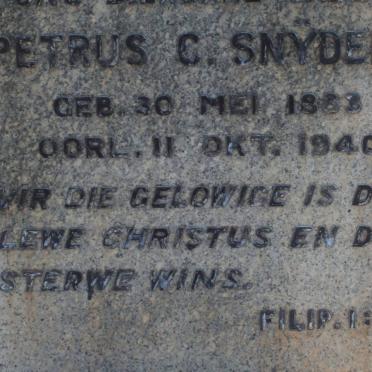 PETRUS C. SNYDE
GEB. 30 MEI 1883
OORL. 11 OKT. 1940
VIR DIE GELOWIGE IS D
LEWE CHRISTUS EN D
STERWE WINS.
FILIP. 1: